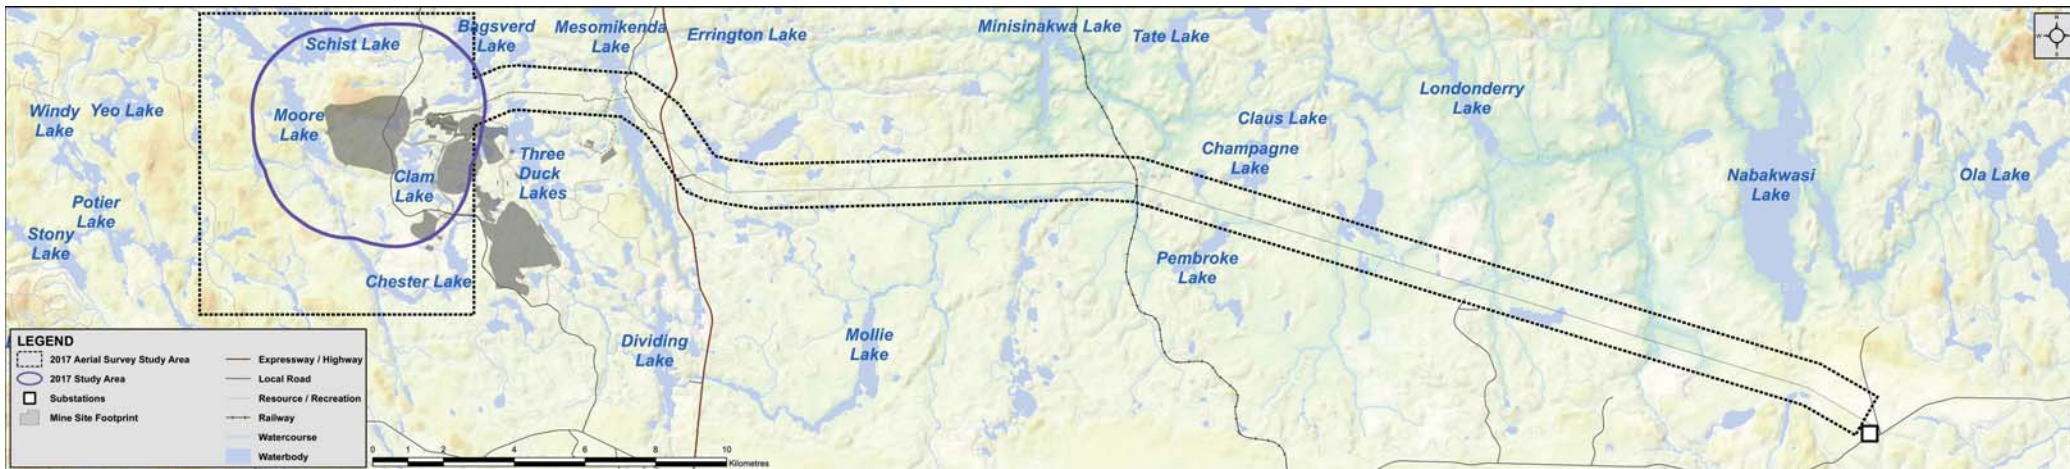 Schist Lake
Bagsverd
Lake
Mesomikenda
Lake
Errington Lake
Minisinakwa Lake
Tate Lake
N
W
S
Windy
Lake
Yeo Lake
Moore
Lake
Londonderry
Lake
Claus Lake
Champagne
Lake
Three
Duck
Lakes
Clam
Lake
Nabakwasi
Lake
Ola Lake
Potier
Lake
Stony
Lake
Chester Lake
Pembroke
Lake
Dividing
Lake
Mollie
Lake
LEGEND
2017 Aerial Survey Study Area
2017 Study Area
Substations
Mine Site Footprint
Expressway / Highway
Local Road
Resource / Recreation
Railway
Watercourse
Waterbody
0 1 2 4 6 8 10
Kilometres